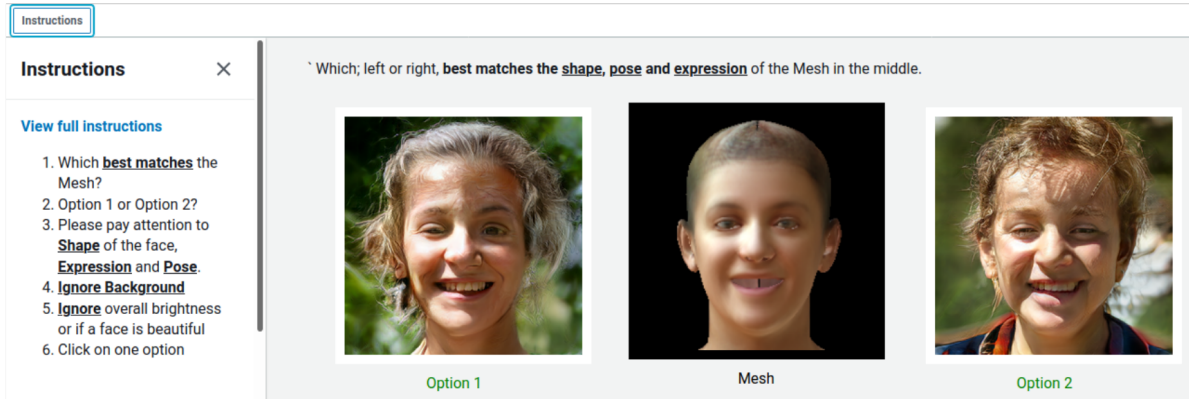 Instructions
Instructions
View full instructions
1. Which best matches the
Mesh?
2. Option 1 or Option 2?
3. Please pay attention to
Shape of the face,
Expression and Pose.
4. Ignore Background
5. Ignore overall brightness
or if a face is beautiful
6. Click on one option
` Which; left or right, best matches the shape, pose and expression of the Mesh in the middle.
Option 1
Mesh
Option 2